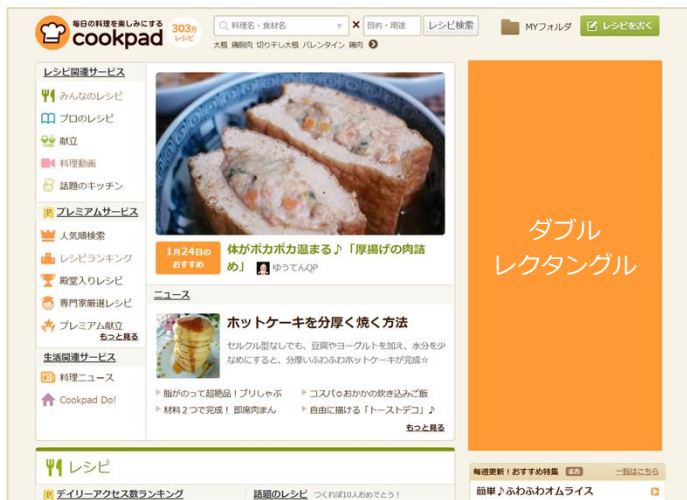 毎日の料理を楽しみにする
cookpad
303万
レシピ
料理名・食材名
×
目的・用途
レシピ検索
MYフォルダ
レシピを書く
大根 鶏胸肉 切り干し大根 バレンタイン 鶏肉
レシピ関連サービス
みんなのレシピ
プロのレシピ
献立
料理動画
話題のキッチン
P プレミアムサービス
人気順検索
レシピランキング
殿堂入りレシピ
専門家厳選レシピ
プレミアム献立
もっと見る
生活関連サービス
料理ニュース
Cookpad Do!
1月24日の
おすすめ
体がポカポカ温まる♪「厚揚げの肉詰
め」 ゆうてんQP
ニュース
ホットケーキを分厚く焼く方法
セルクル型なしでも、豆腐やヨーグルトを加え、水分を少
なめにすると、分厚いふわふわホットケーキが完成☆
脂がのって超絶品!ブリしゃぶ
コスパ◎おかかの炊き込みご飯
材料2つで完成! 即席肉まん
自由に描ける「トーストデコ」♪
もっと見る
ダブル
レクタングル
レシピ
P デイリーアクセス数ランキング
話題のレシピ つくれぽ10人おめでとう!
毎週更新!おすすめ特集 広告 一覧はこちら
簡単♪ふわふわオムライス